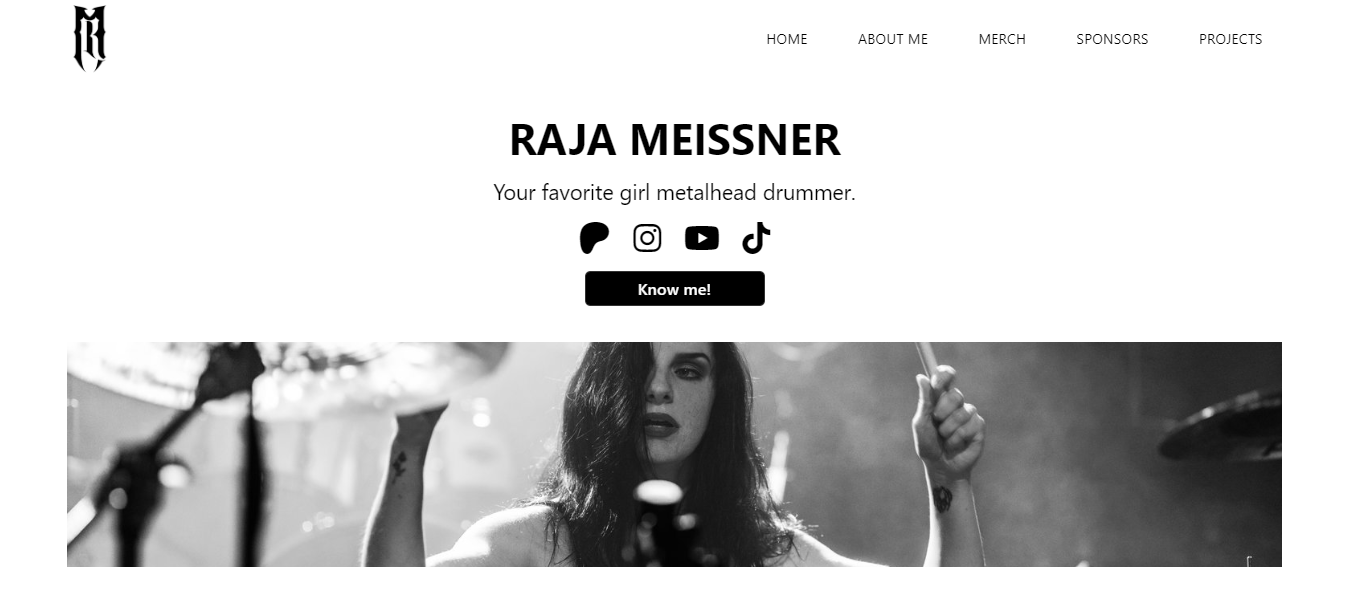 HOME ABOUT ME MERCH SPONSORS PROJECTS
RAJA MEISSNER
Your favorite girl metalhead drummer.
Know me!